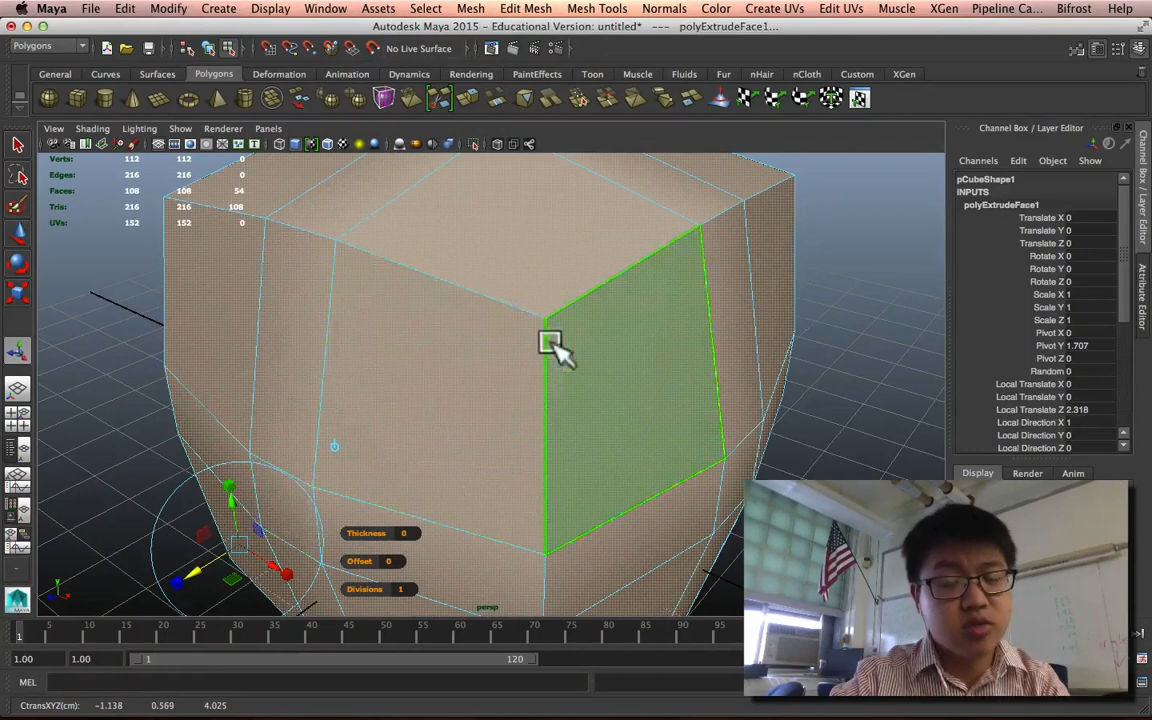 Maya File Edit Modify Create Display Window Assets Select Mesh Edit Mesh Mesh Tools Normals Color Create UVs Edit UVs Muscle XGen Pipeline Ca... Bifrost Help
Autodesk Maya 2015 - Educational Version: untitled* --- polyExtrudeFace1...
Polygons
No Live Surface
General Curves Surfaces Polygons Deformation Animation Dynamics Rendering PaintEffects Toon Muscle Fluids Fur nHair nCloth Custom XGen
View Shading Lighting Show Renderer Panels
Verts: 112 112 0
Edges: 216 216 0
Faces: 108 108 54
Tris: 216 216 108
UVs: 152 152 0
Thickness 0
Offset 0
Divisions 1
persp
Channel Box / Layer Editor
Channels Edit Object Show
pCubeShape1
INPUTS
polyExtrudeFace1
Translate X 0
Translate Y 0
Translate Z 0
Rotate X 0
Rotate Y 0
Rotate Z 0
Scale X 1
Scale Y 1
Scale Z 1
Pivot X 0
Pivot Y 1.707
Pivot Z 0
Random 0
Local Translate X 0
Local Translate Y 0
Local Translate Z 2.318
Local Direction X 1
Local Direction Y 0
Local Direction Z 0
Display Render Anim
Channel Box / Layer Editor
Attribute Editor
1 5 10 15 20 25 30 35 40 45 50 55 60 65 70 75 80 85 90 95
1.00 1.00 1 120
MEL
CtransXYZ(cm) -1.138 0.569 4.025